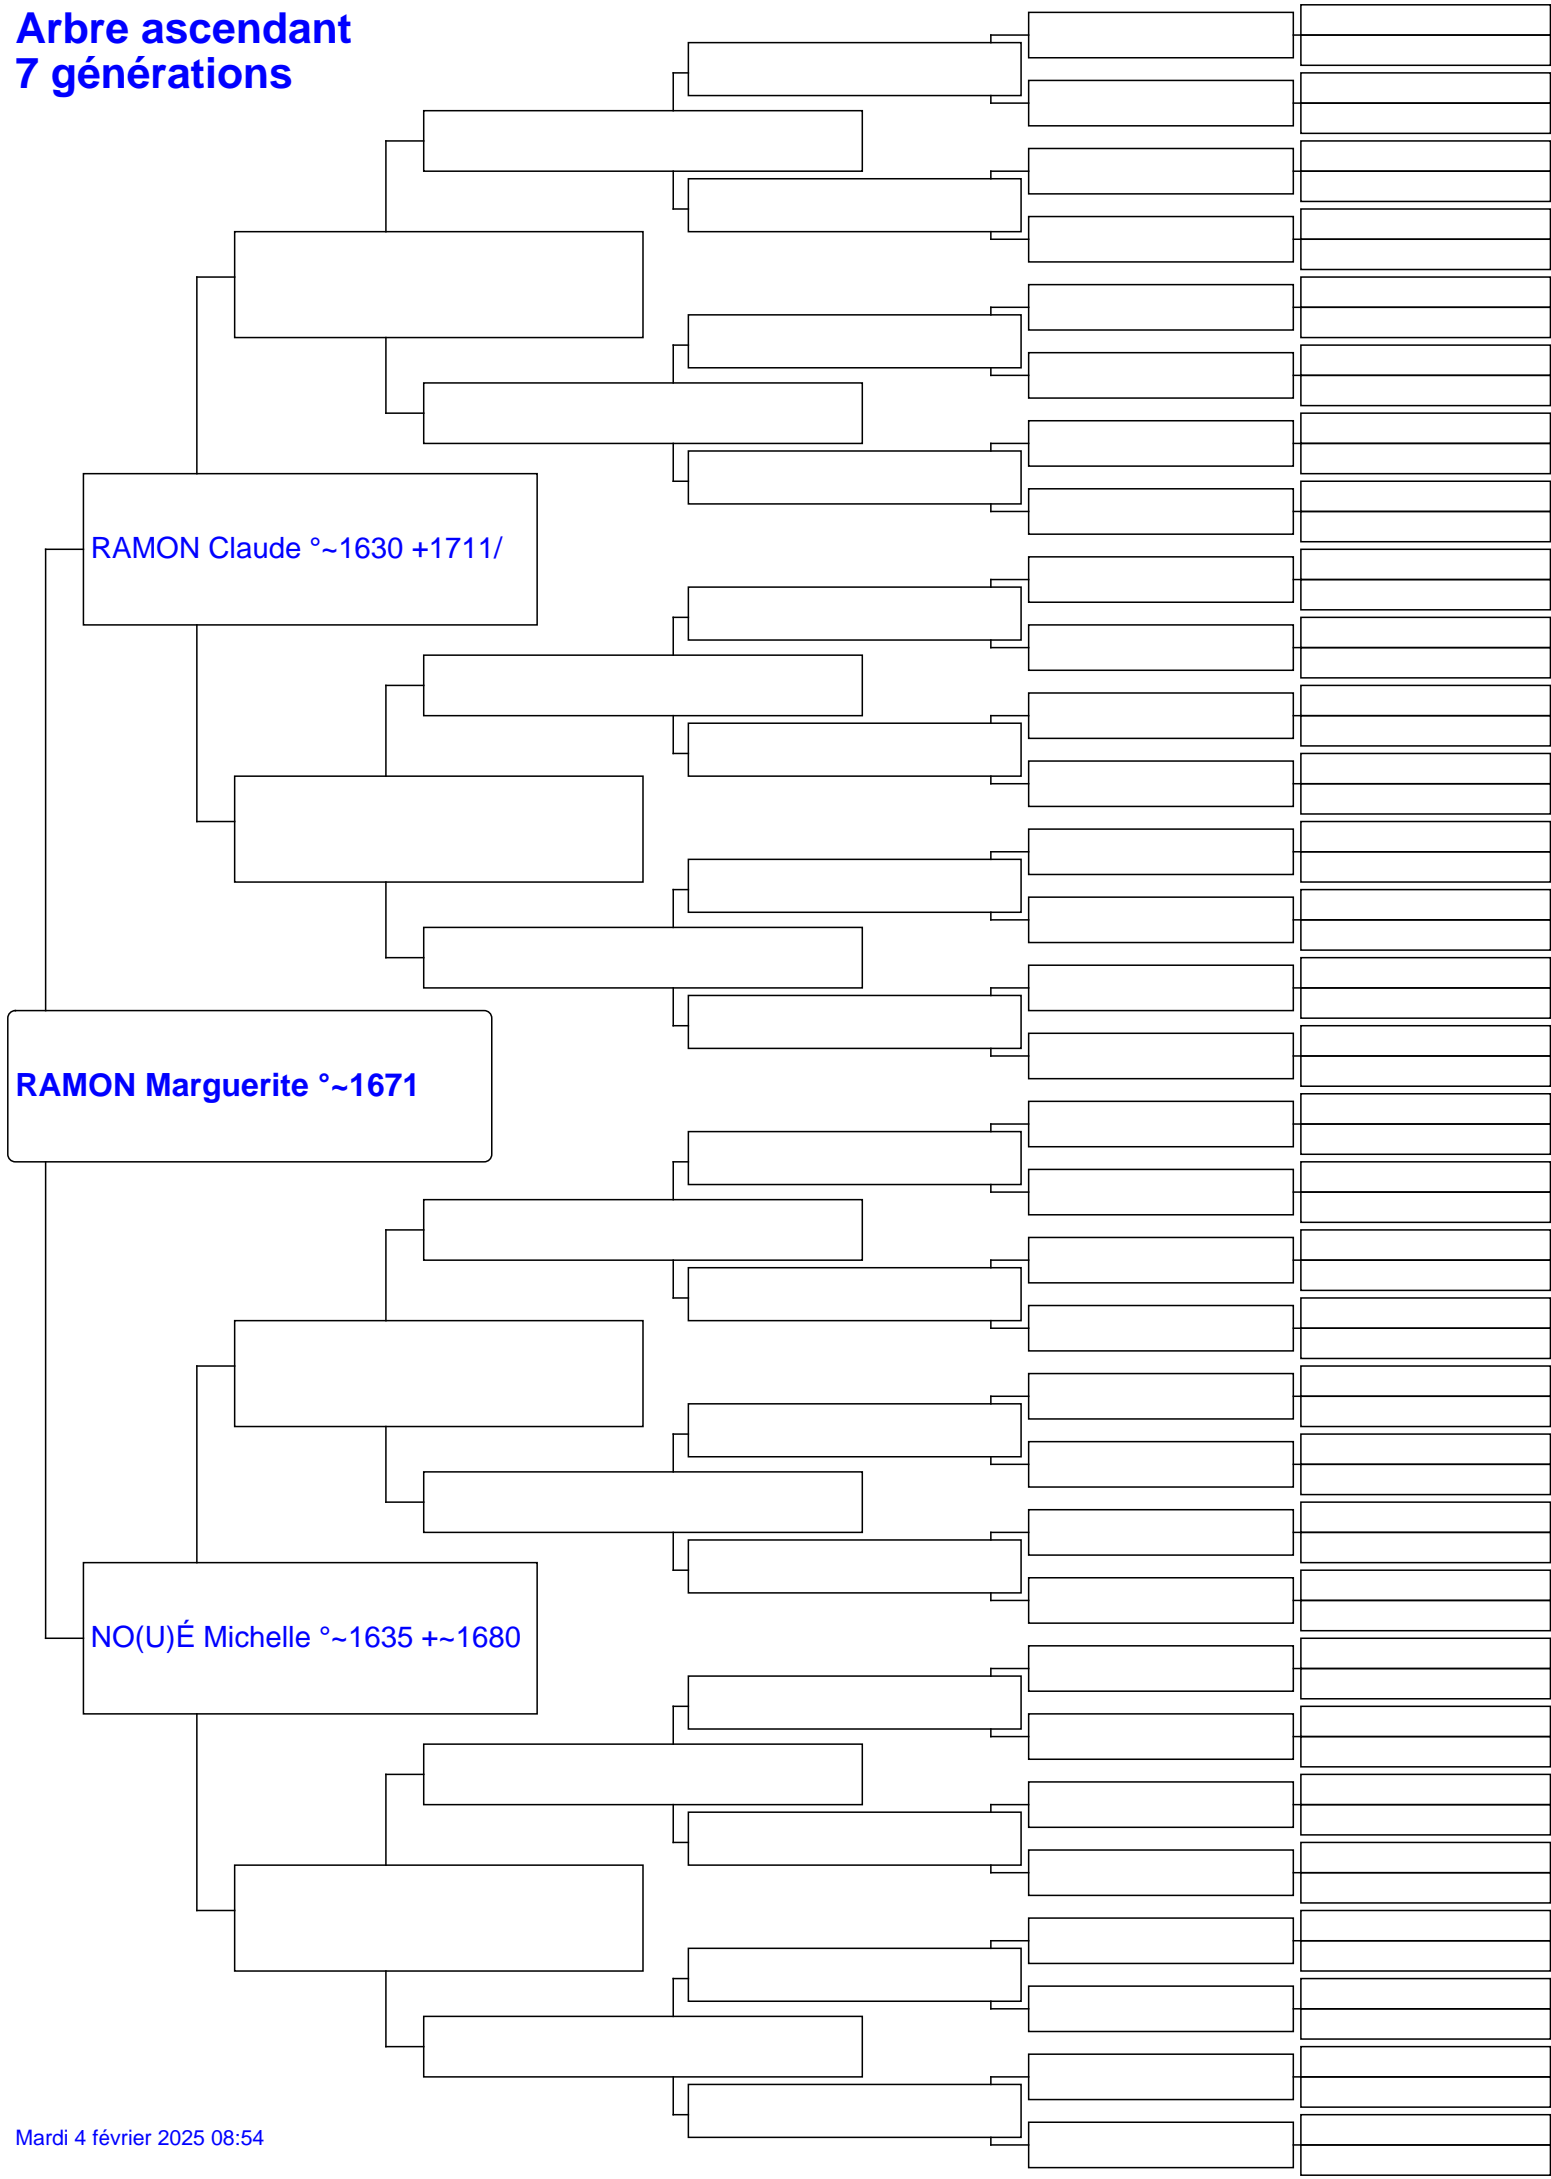 Arbre ascendant
7 générations
RAMON Claude °~1630 +1711/
RAMON Marguerite °~1671
NO(U)É Michelle °~1635 +~1680
Mardi 4 février 2025 08:54